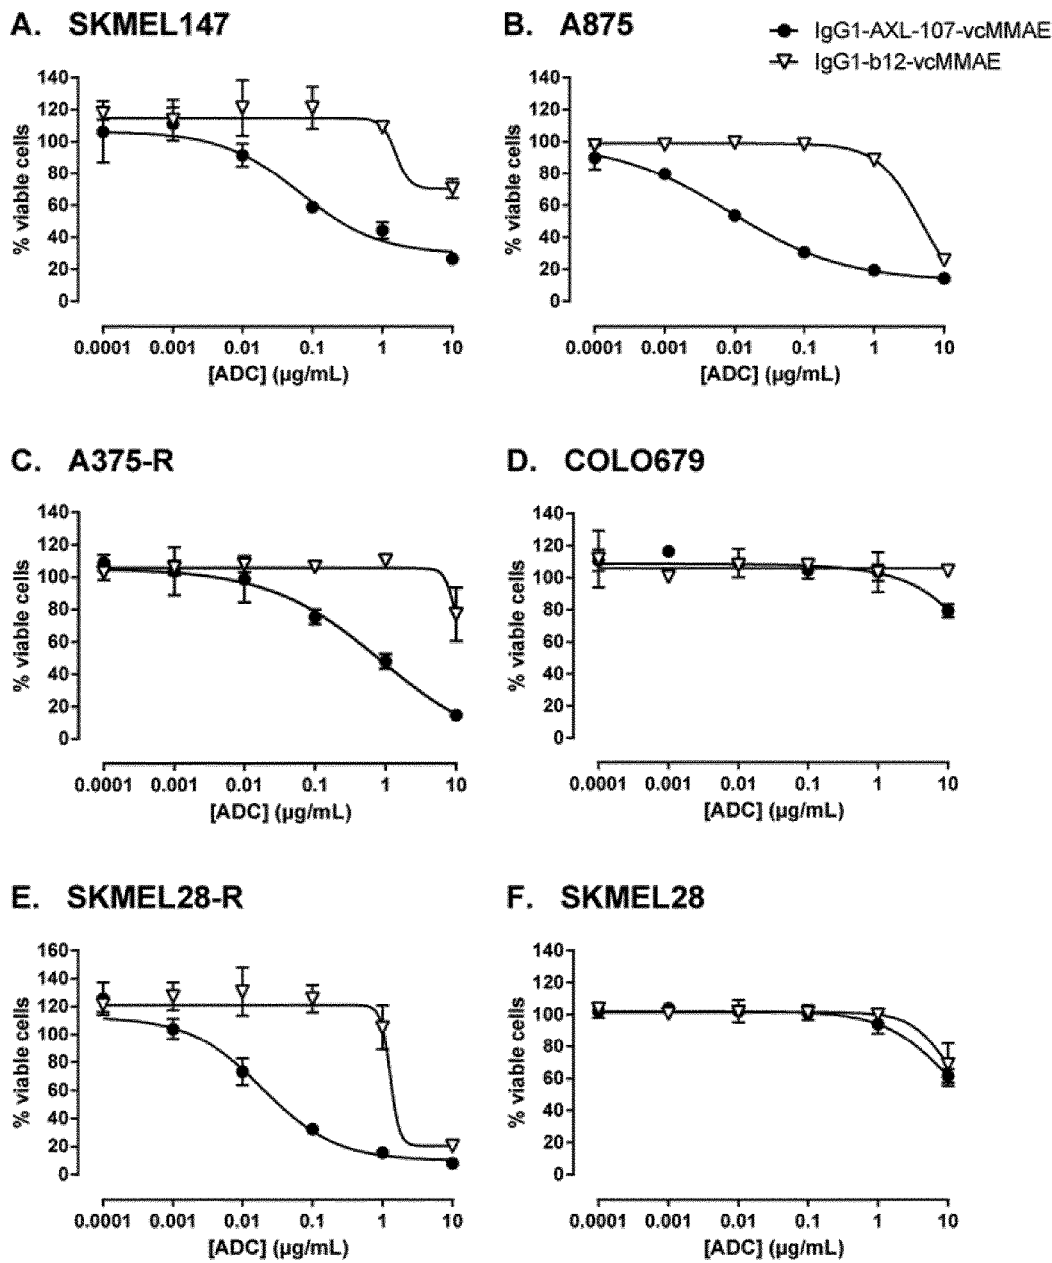 A. SKMEL147
B. A875
IgG1-AXL-107-vcMMAE
IgG1-b12-vcMMAE
% viable cells
140
120
100
80
60
40
20
0
0.0001 0.001 0.01 0.1 1 10
[ADC] (µg/mL)
% viable cells
140
120
100
80
60
40
20
0
0.0001 0.001 0.01 0.1 1 10
[ADC] (µg/mL)
C. A375-R
% viable cells
140
120
100
80
60
40
20
0
0.0001 0.001 0.01 0.1 1 10
[ADC] (µg/mL)
D. COLO679
% viable cells
140
120
100
80
60
40
20
0
0.0001 0.001 0.01 0.1 1 10
[ADC] (µg/mL)
E. SKMEL28-R
% viable cells
160
140
120
100
80
60
40
20
0
0.0001 0.001 0.01 0.1 1 10
[ADC] (µg/mL)
F. SKMEL28
% viable cells
140
120
100
80
60
40
20
0
0.0001 0.001 0.01 0.1 1 10
[ADC] (µg/mL)